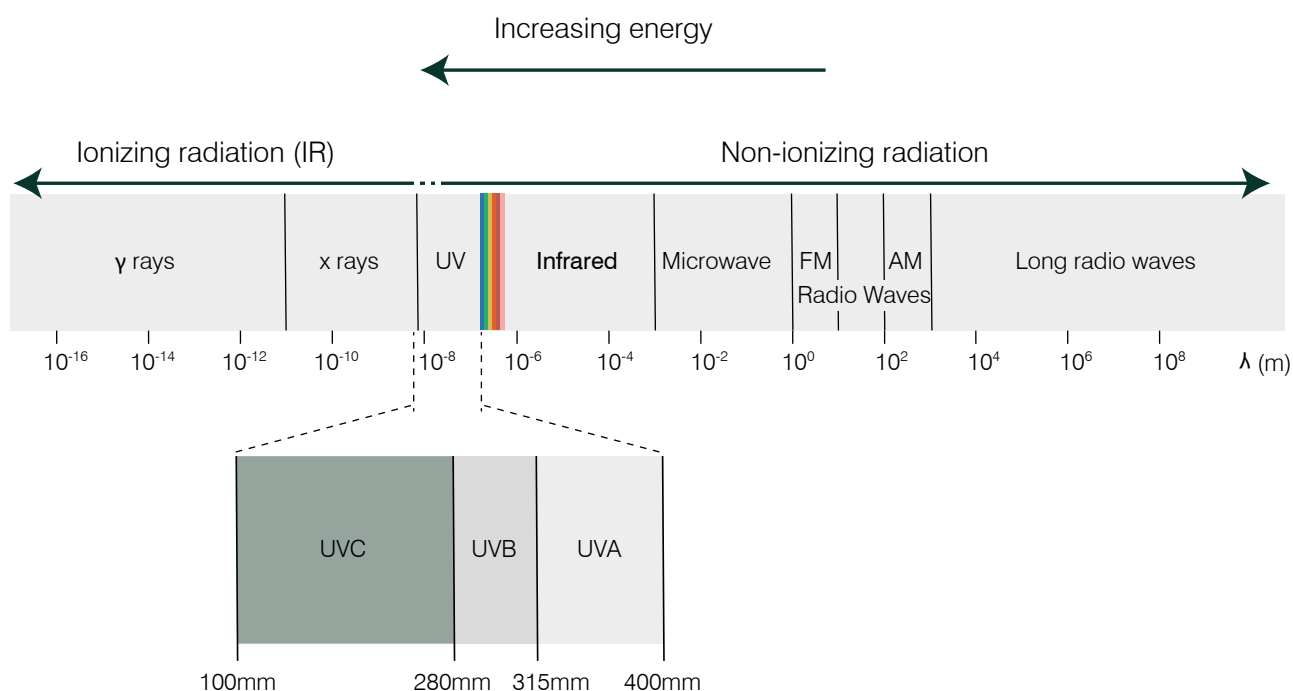 Increasing energy
Ionizing radiation (IR)
Non-ionizing radiation
γ rays
x rays
UV
Infrared
Microwave
FM
AM
Radio Waves
Long radio waves
10⁻¹⁶ 10⁻¹⁴ 10⁻¹² 10⁻¹⁰ 10⁻⁸ 10⁻⁶ 10⁻⁴ 10⁻² 10⁰ 10² 10⁴ 10⁶ 10⁸ λ (m)
UVC
UVB
UVA
100mm 280mm 315mm 400mm